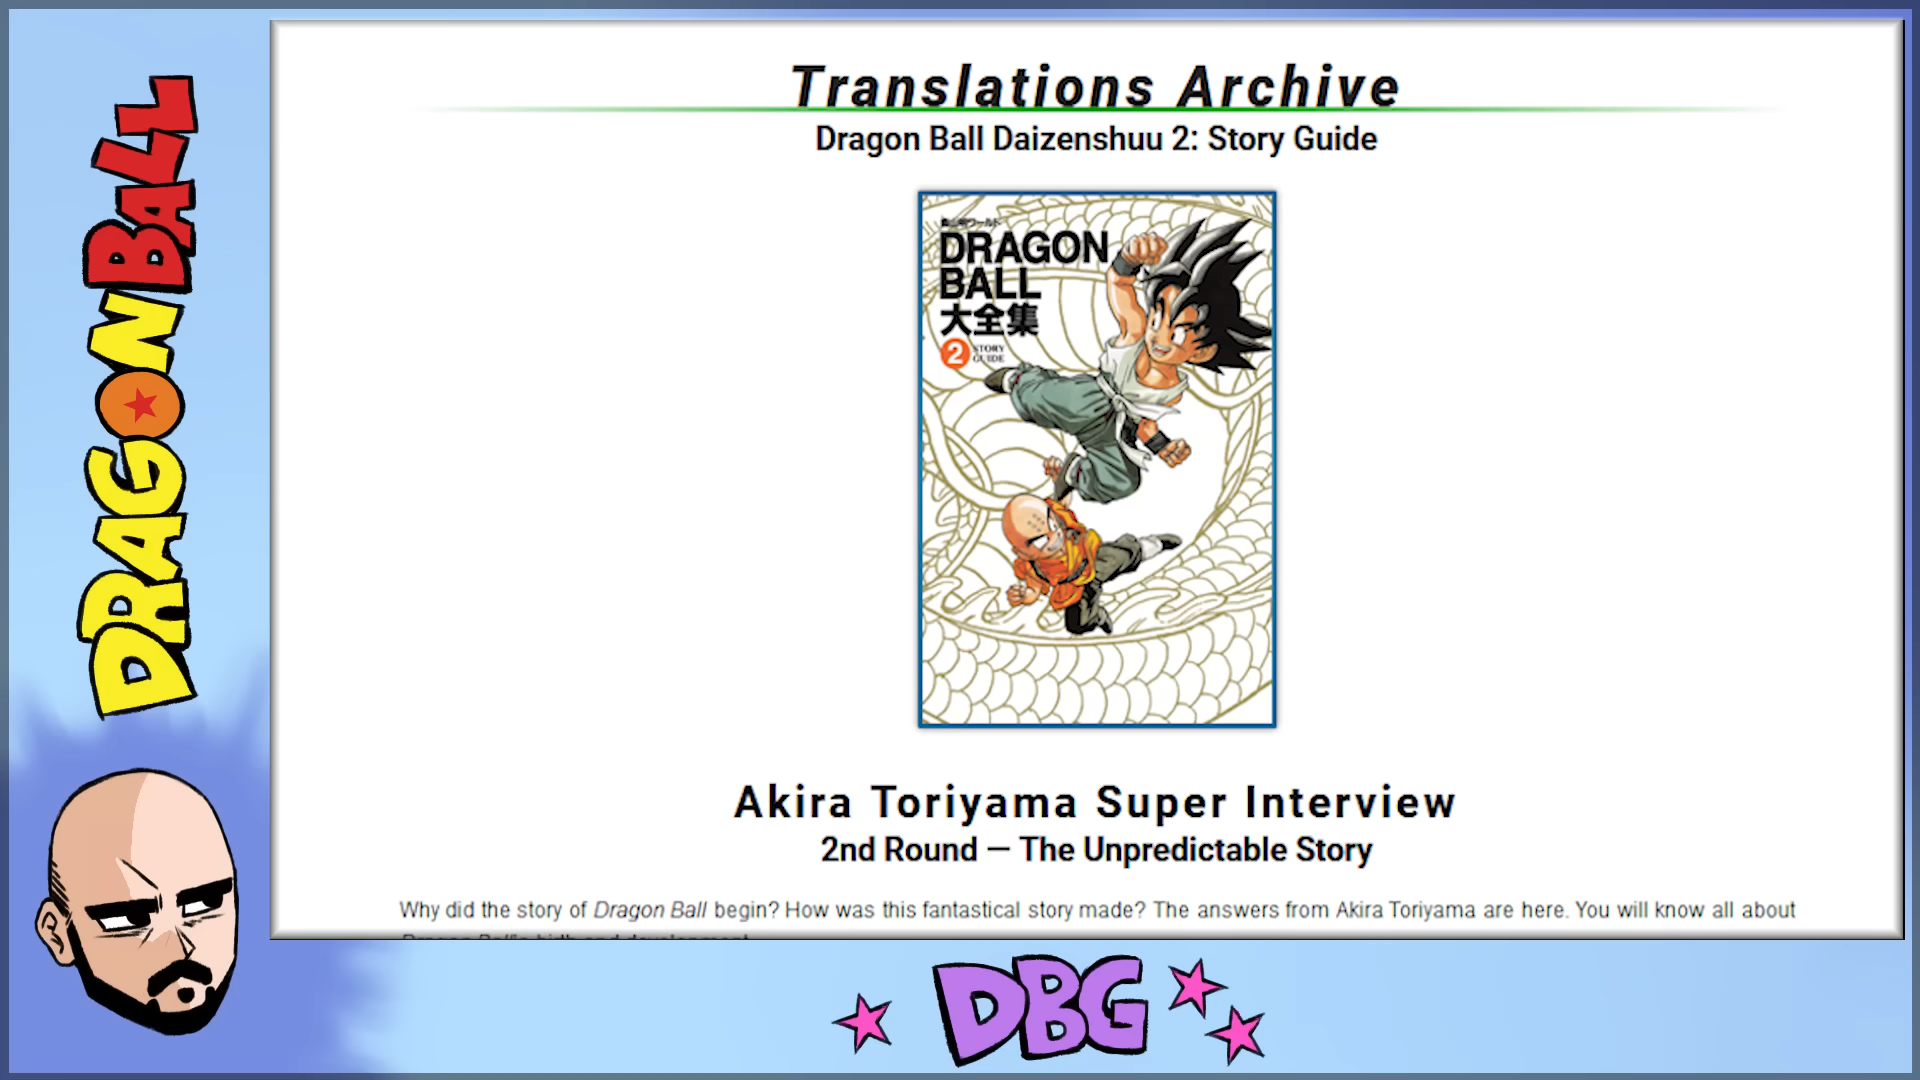 DRAGONBALL
Translations Archive
Dragon Ball Daizenshuu 2: Story Guide
DRAGON
BALL
大全集
2 STORY
GUIDE
Akira Toriyama Super Interview
2nd Round — The Unpredictable Story
Why did the story of Dragon Ball begin? How was this fantastical story made? The answers from Akira Toriyama are here. You will know all about
DBG